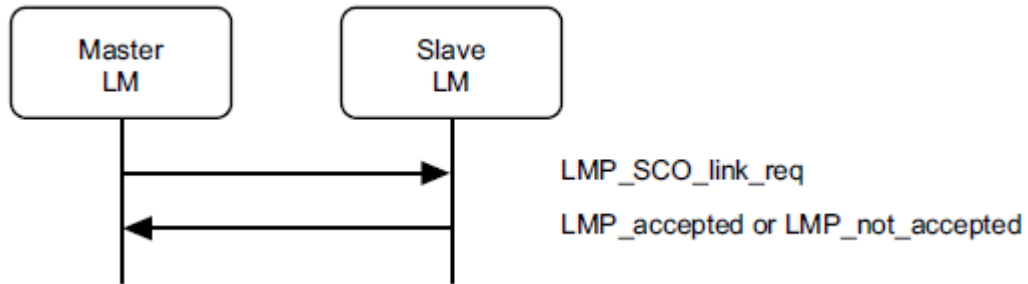 Master
LM
Slave
LM
LMP_SCO_link_req
LMP_accepted or LMP_not_accepted